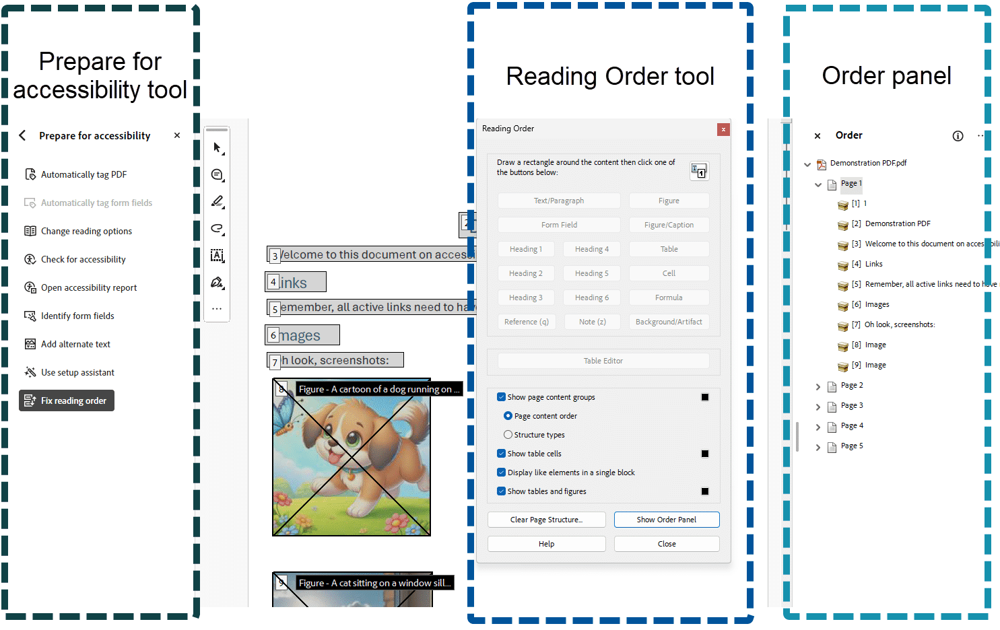 Prepare for
accessibility tool
Prepare for accessibility
Automatically tag PDF
Automatically tag form fields
Change reading options
Check for accessibility
Open accessibility report
Identify form fields
Add alternate text
Use setup assistant
Fix reading order
2
3 Welcome to this document on accessi
4 Links
5 Remember, all active links need to hav
6 Images
7 Oh look, screenshots:
8 Figure - A cartoon of a dog running on ...
9 Figure - A cat sitting on a window sill...
Reading Order tool
Reading Order
Draw a rectangle around the content then click one of
the buttons below:
1
Text/Paragraph Figure
Form Field Figure/Caption
Heading 1 Heading 4 Table
Heading 2 Heading 5 Cell
Heading 3 Heading 6 Formula
Reference (q) Note (z) Background/Artifact
Table Editor
Show page content groups
Page content order
Structure types
Show table cells
Display like elements in a single block
Show tables and figures
Clear Page Structure... Show Order Panel
Help Close
Order panel
Order
Demonstration PDF.pdf
Page 1
[1] 1
[2] Demonstration PDF
[3] Welcome to this document on accessibili
[4] Links
[5] Remember, all active links need to have
[6] Images
[7] Oh look, screenshots:
[8] Image
[9] Image
Page 2
Page 3
Page 4
Page 5